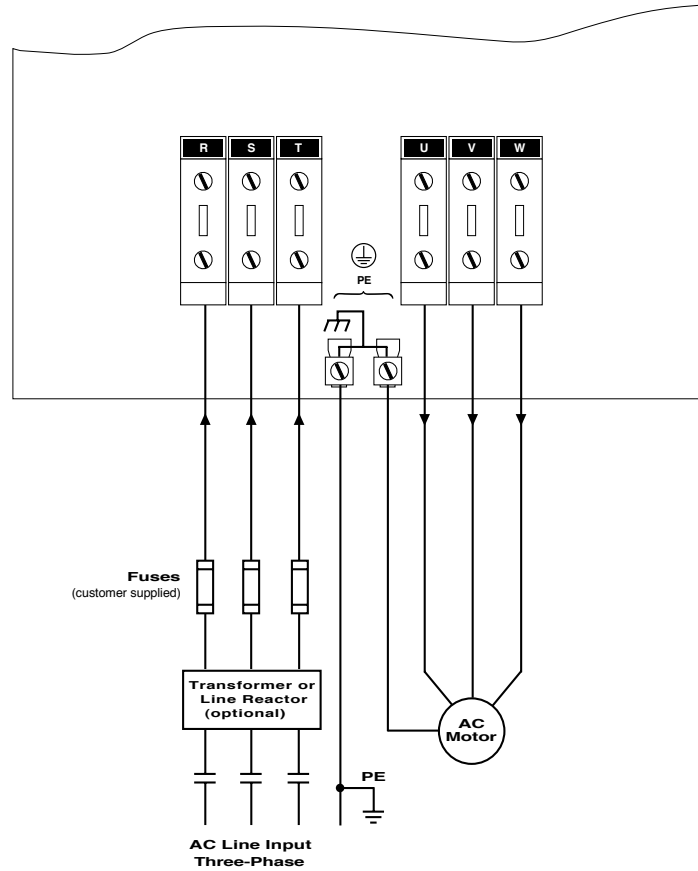 R S T
U V W
PE
Fuses
(customer supplied)
Transformer or
Line Reactor
(optional)
AC
Motor
PE
AC Line Input
Three-Phase